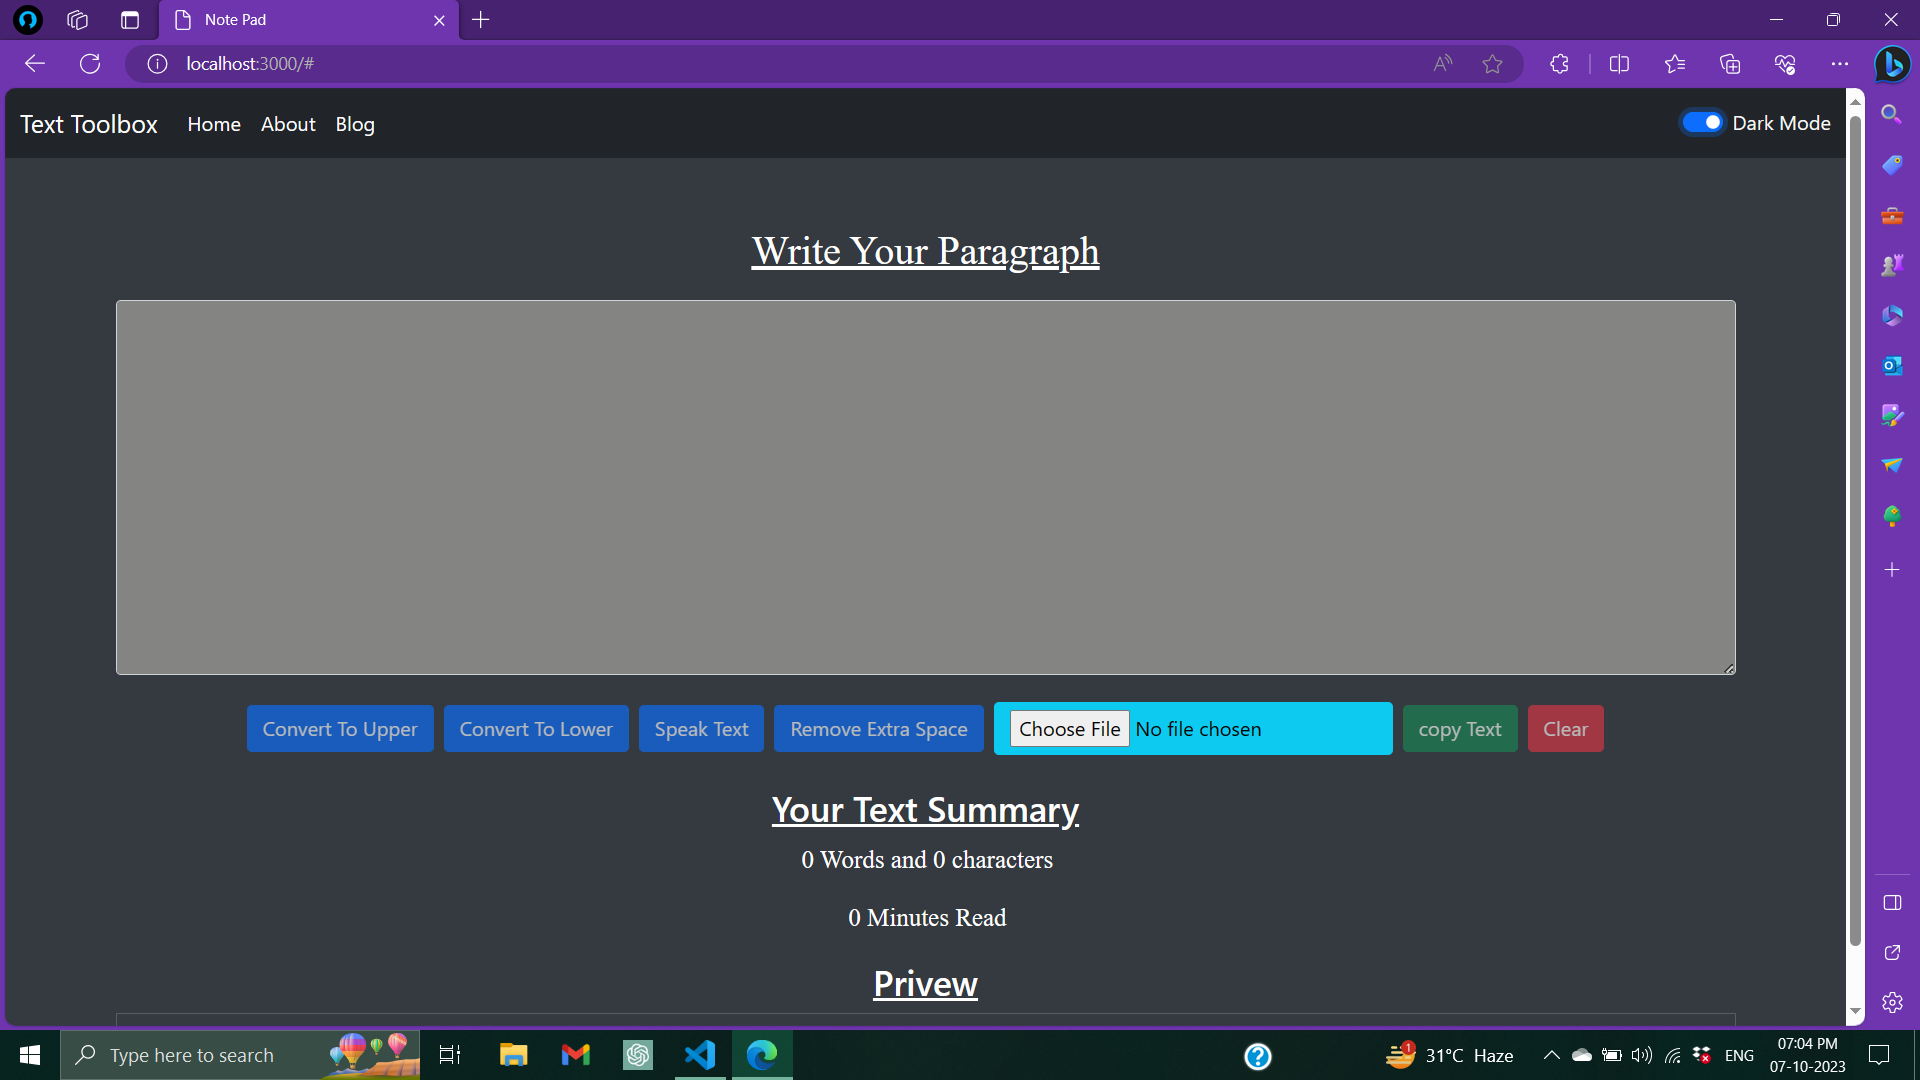 Note Pad
localhost:3000/#
Text Toolbox Home About Blog Dark Mode
Write Your Paragraph
Convert To Upper Convert To Lower Speak Text Remove Extra Space Choose File No file chosen copy Text Clear
Your Text Summary
0 Words and 0 characters
0 Minutes Read
Privew
Type here to search 1 31°C Haze ENG 07:04 PM
07-10-2023